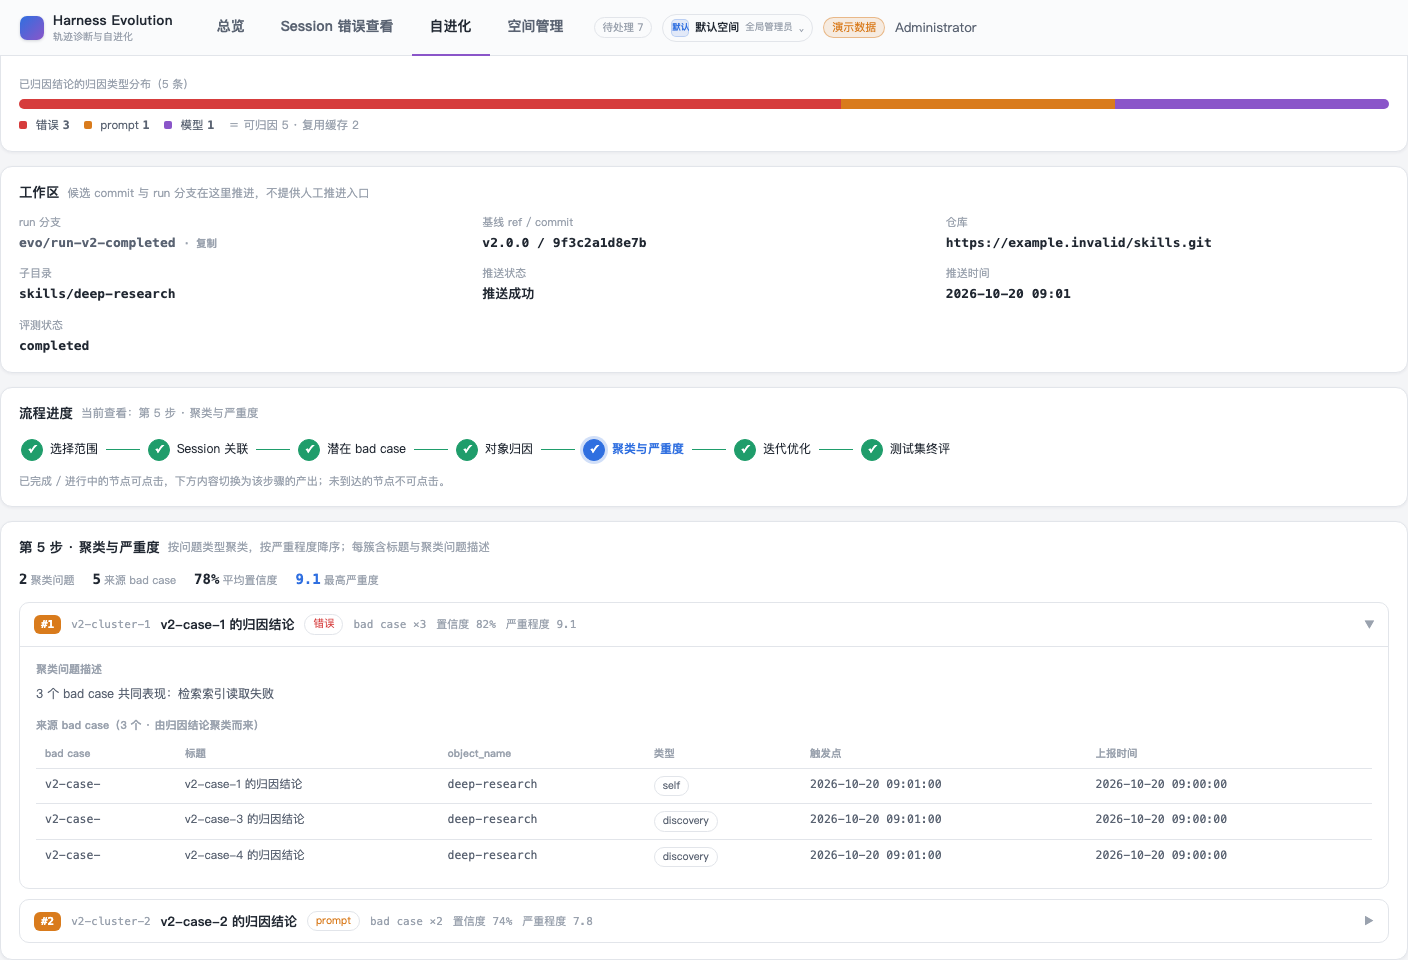 Harness Evolution
轨迹诊断与自进化
总览
Session 错误查看
自进化
空间管理
待处理 7
默认 默认空间 全局管理员
演示数据
Administrator
已归因结论的归因类型分布（5 条）
错误 3 prompt 1 模型 1 ＝ 可归因 5 · 复用缓存 2
工作区 候选 commit 与 run 分支在这里推进，不提供人工推进入口
run 分支
evo/run-v2-completed · 复制
基线 ref / commit
v2.0.0 / 9f3c2a1d8e7b
仓库
https://example.invalid/skills.git
子目录
skills/deep-research
推送状态
推送成功
推送时间
2026-10-20 09:01
评测状态
completed
流程进度 当前查看：第 5 步 · 聚类与严重度
选择范围 Session 关联 潜在 bad case 对象归因 聚类与严重度 迭代优化 测试集终评
已完成 / 进行中的节点可点击，下方内容切换为该步骤的产出；未到达的节点不可点击。
第 5 步 · 聚类与严重度 按问题类型聚类，按严重程度降序；每簇含标题与聚类问题描述
2 聚类问题 5 来源 bad case 78% 平均置信度 9.1 最高严重度
#1 v2-cluster-1 v2-case-1 的归因结论 错误 bad case ×3 置信度 82% 严重程度 9.1
聚类问题描述
3 个 bad case 共同表现：检索索引读取失败
来源 bad case（3 个 · 由归因结论聚类而来）
bad case 标题 object_name 类型 触发点 上报时间
v2-case- v2-case-1 的归因结论 deep-research self 2026-10-20 09:01:00 2026-10-20 09:00:00
v2-case- v2-case-3 的归因结论 deep-research discovery 2026-10-20 09:01:00 2026-10-20 09:00:00
v2-case- v2-case-4 的归因结论 deep-research discovery 2026-10-20 09:01:00 2026-10-20 09:00:00
#2 v2-cluster-2 v2-case-2 的归因结论 prompt bad case ×2 置信度 74% 严重程度 7.8